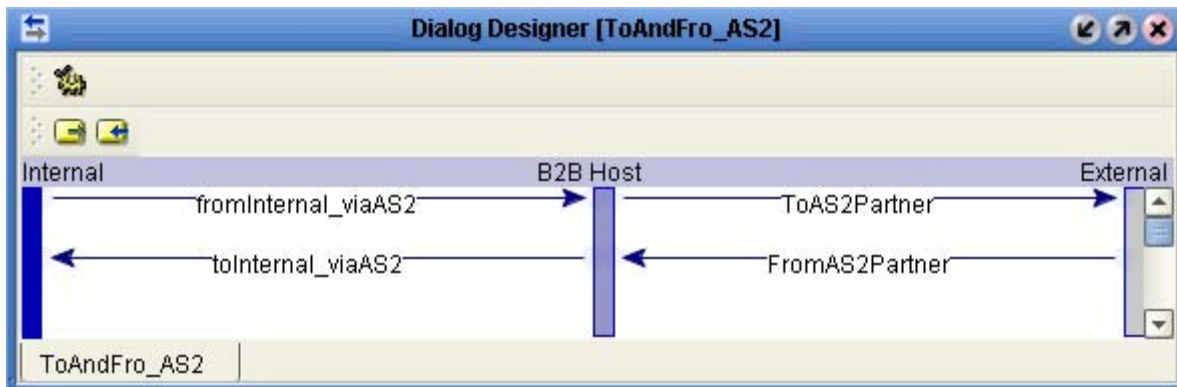 Dialog Designer [ToAndFro_AS2]
Internal B2B Host External
fromInternal_viaAS2 ToAS2Partner
toInternal_viaAS2 FromAS2Partner
ToAndFro_AS2